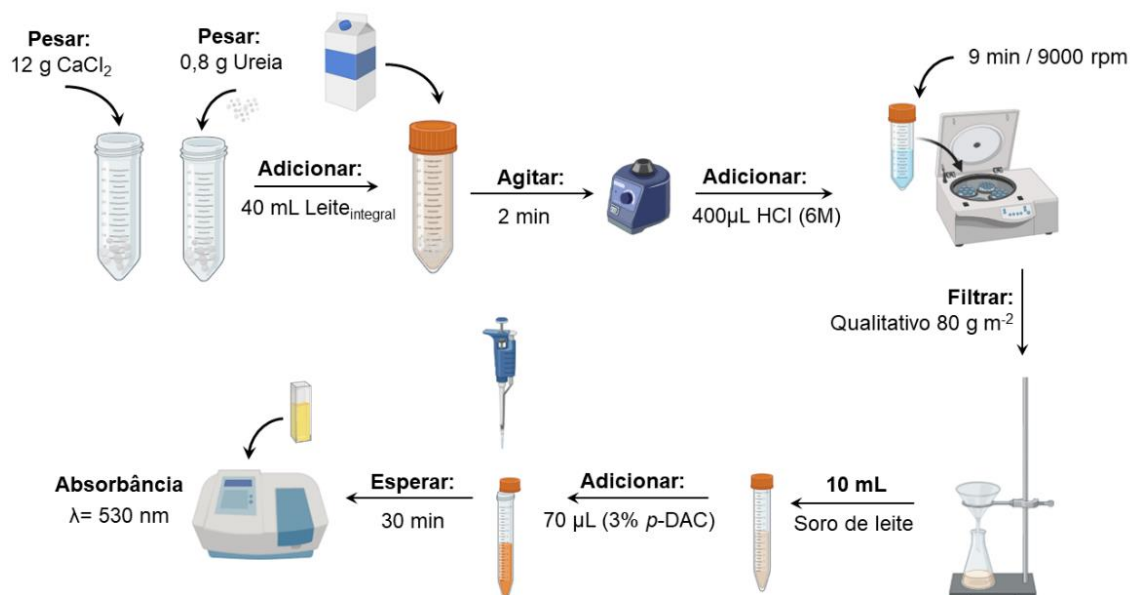 Pesar:
12 g CaCl₂
Pesar:
0,8 g Ureia
Adicionar:
40 mL Leite_integral
Agitar:
2 min
Adicionar:
400µL HCl (6M)
9 min / 9000 rpm
Filtrar:
Qualitativo 80 g m⁻²
10 mL
Soro de leite
Adicionar:
70 µL (3% p-DAC)
Esperar:
30 min
Absorbância
λ= 530 nm